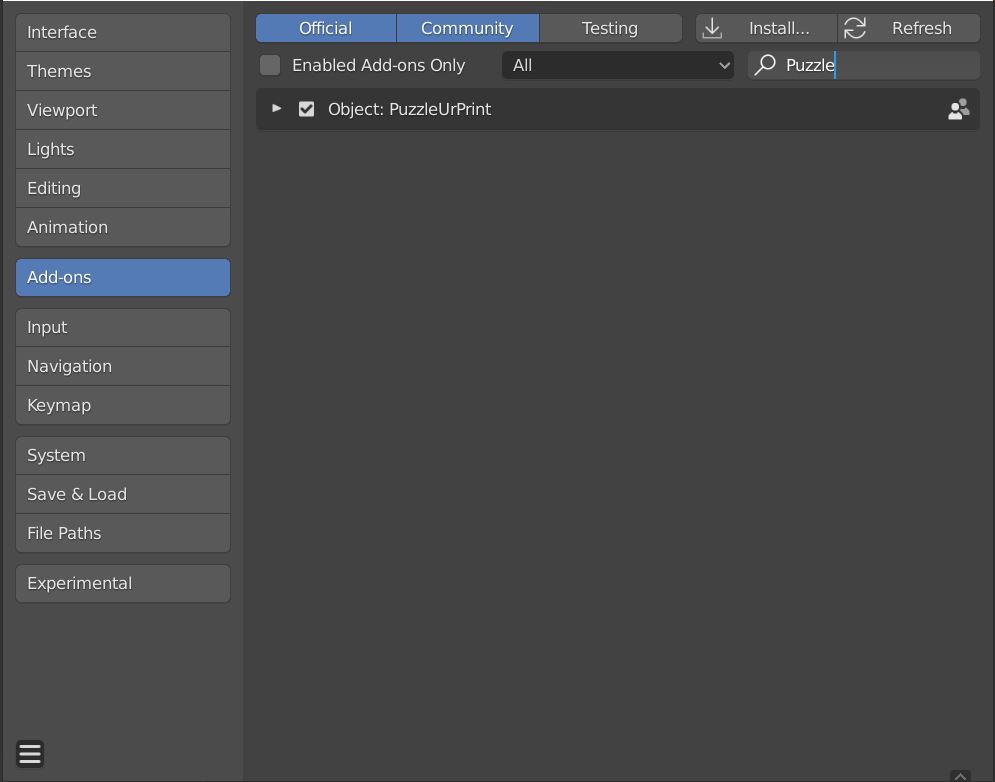 Interface
Themes
Viewport
Lights
Editing
Animation
Add-ons
Input
Navigation
Keymap
System
Save & Load
File Paths
Experimental
Official Community Testing Install... Refresh
Enabled Add-ons Only All Puzzle
Object: PuzzleUrPrint